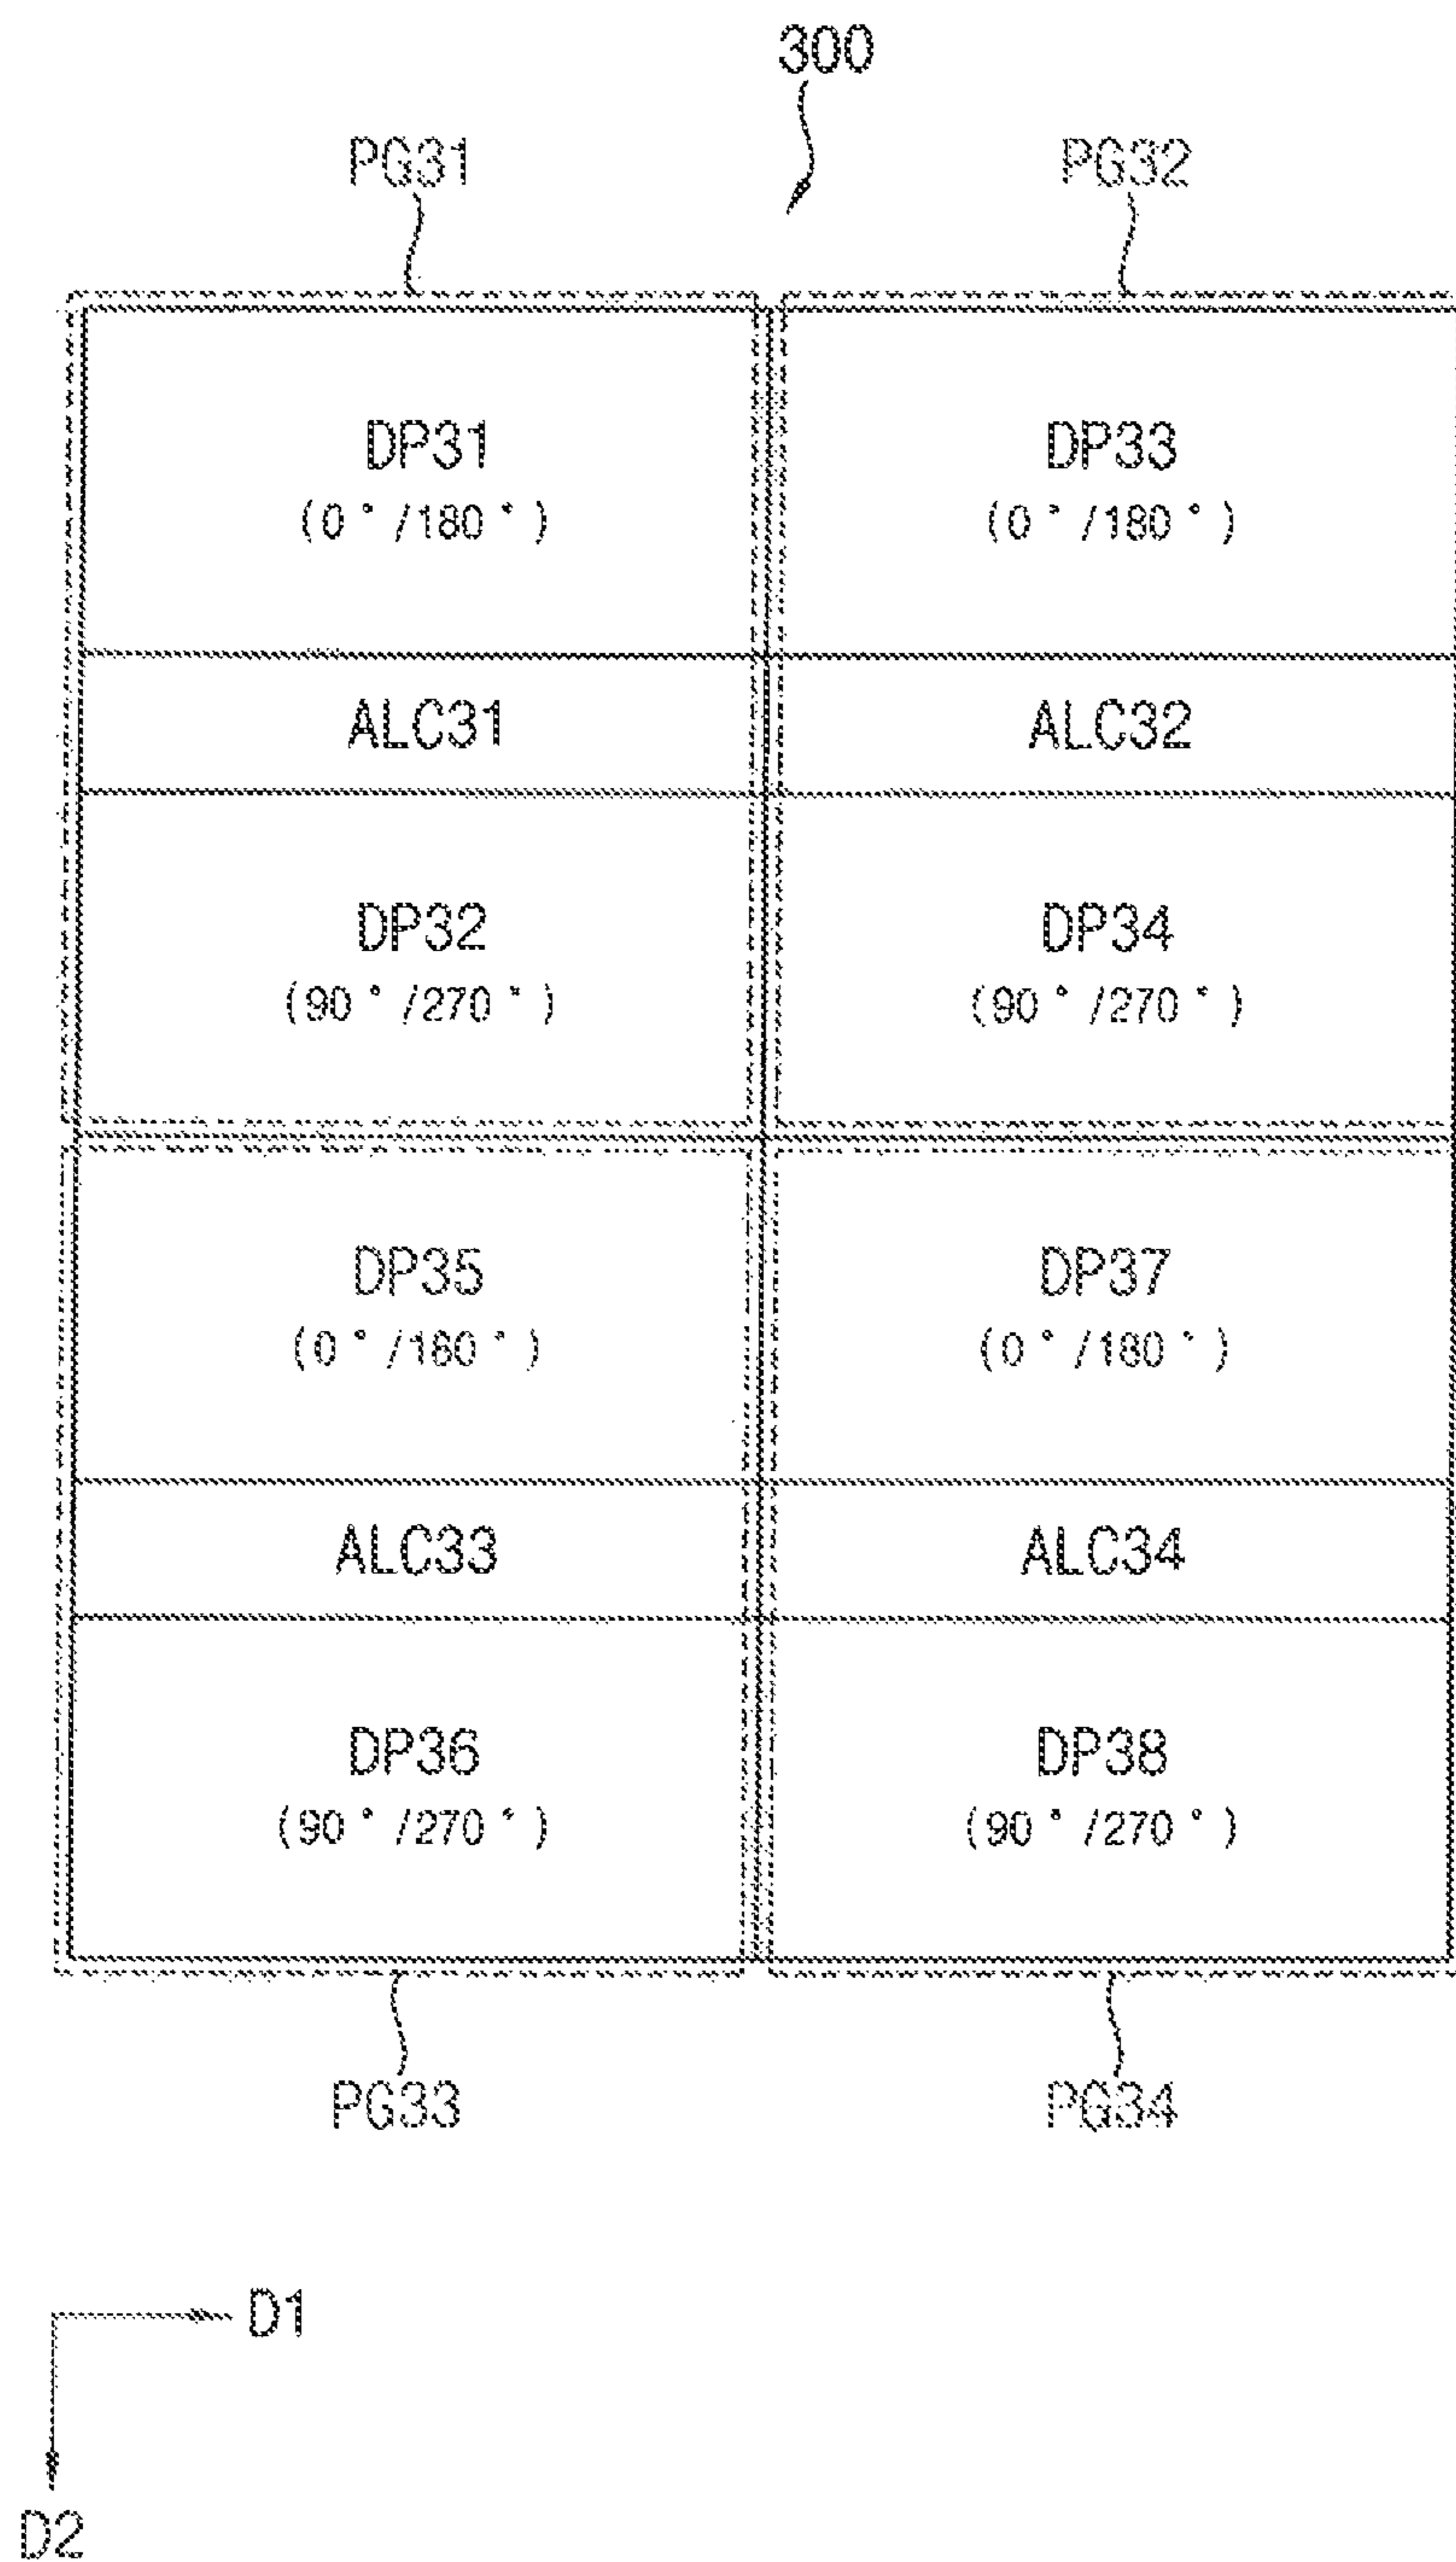 300
PG31 PG32
DP31 DP33
(0°/180°) (0°/180°)
ALC31 ALC32
DP32 DP34
(90°/270°) (90°/270°)
DP35 DP37
(0°/180°) (0°/180°)
ALC33 ALC34
DP36 DP38
(90°/270°) (90°/270°)
PG33 PG34
D1
D2